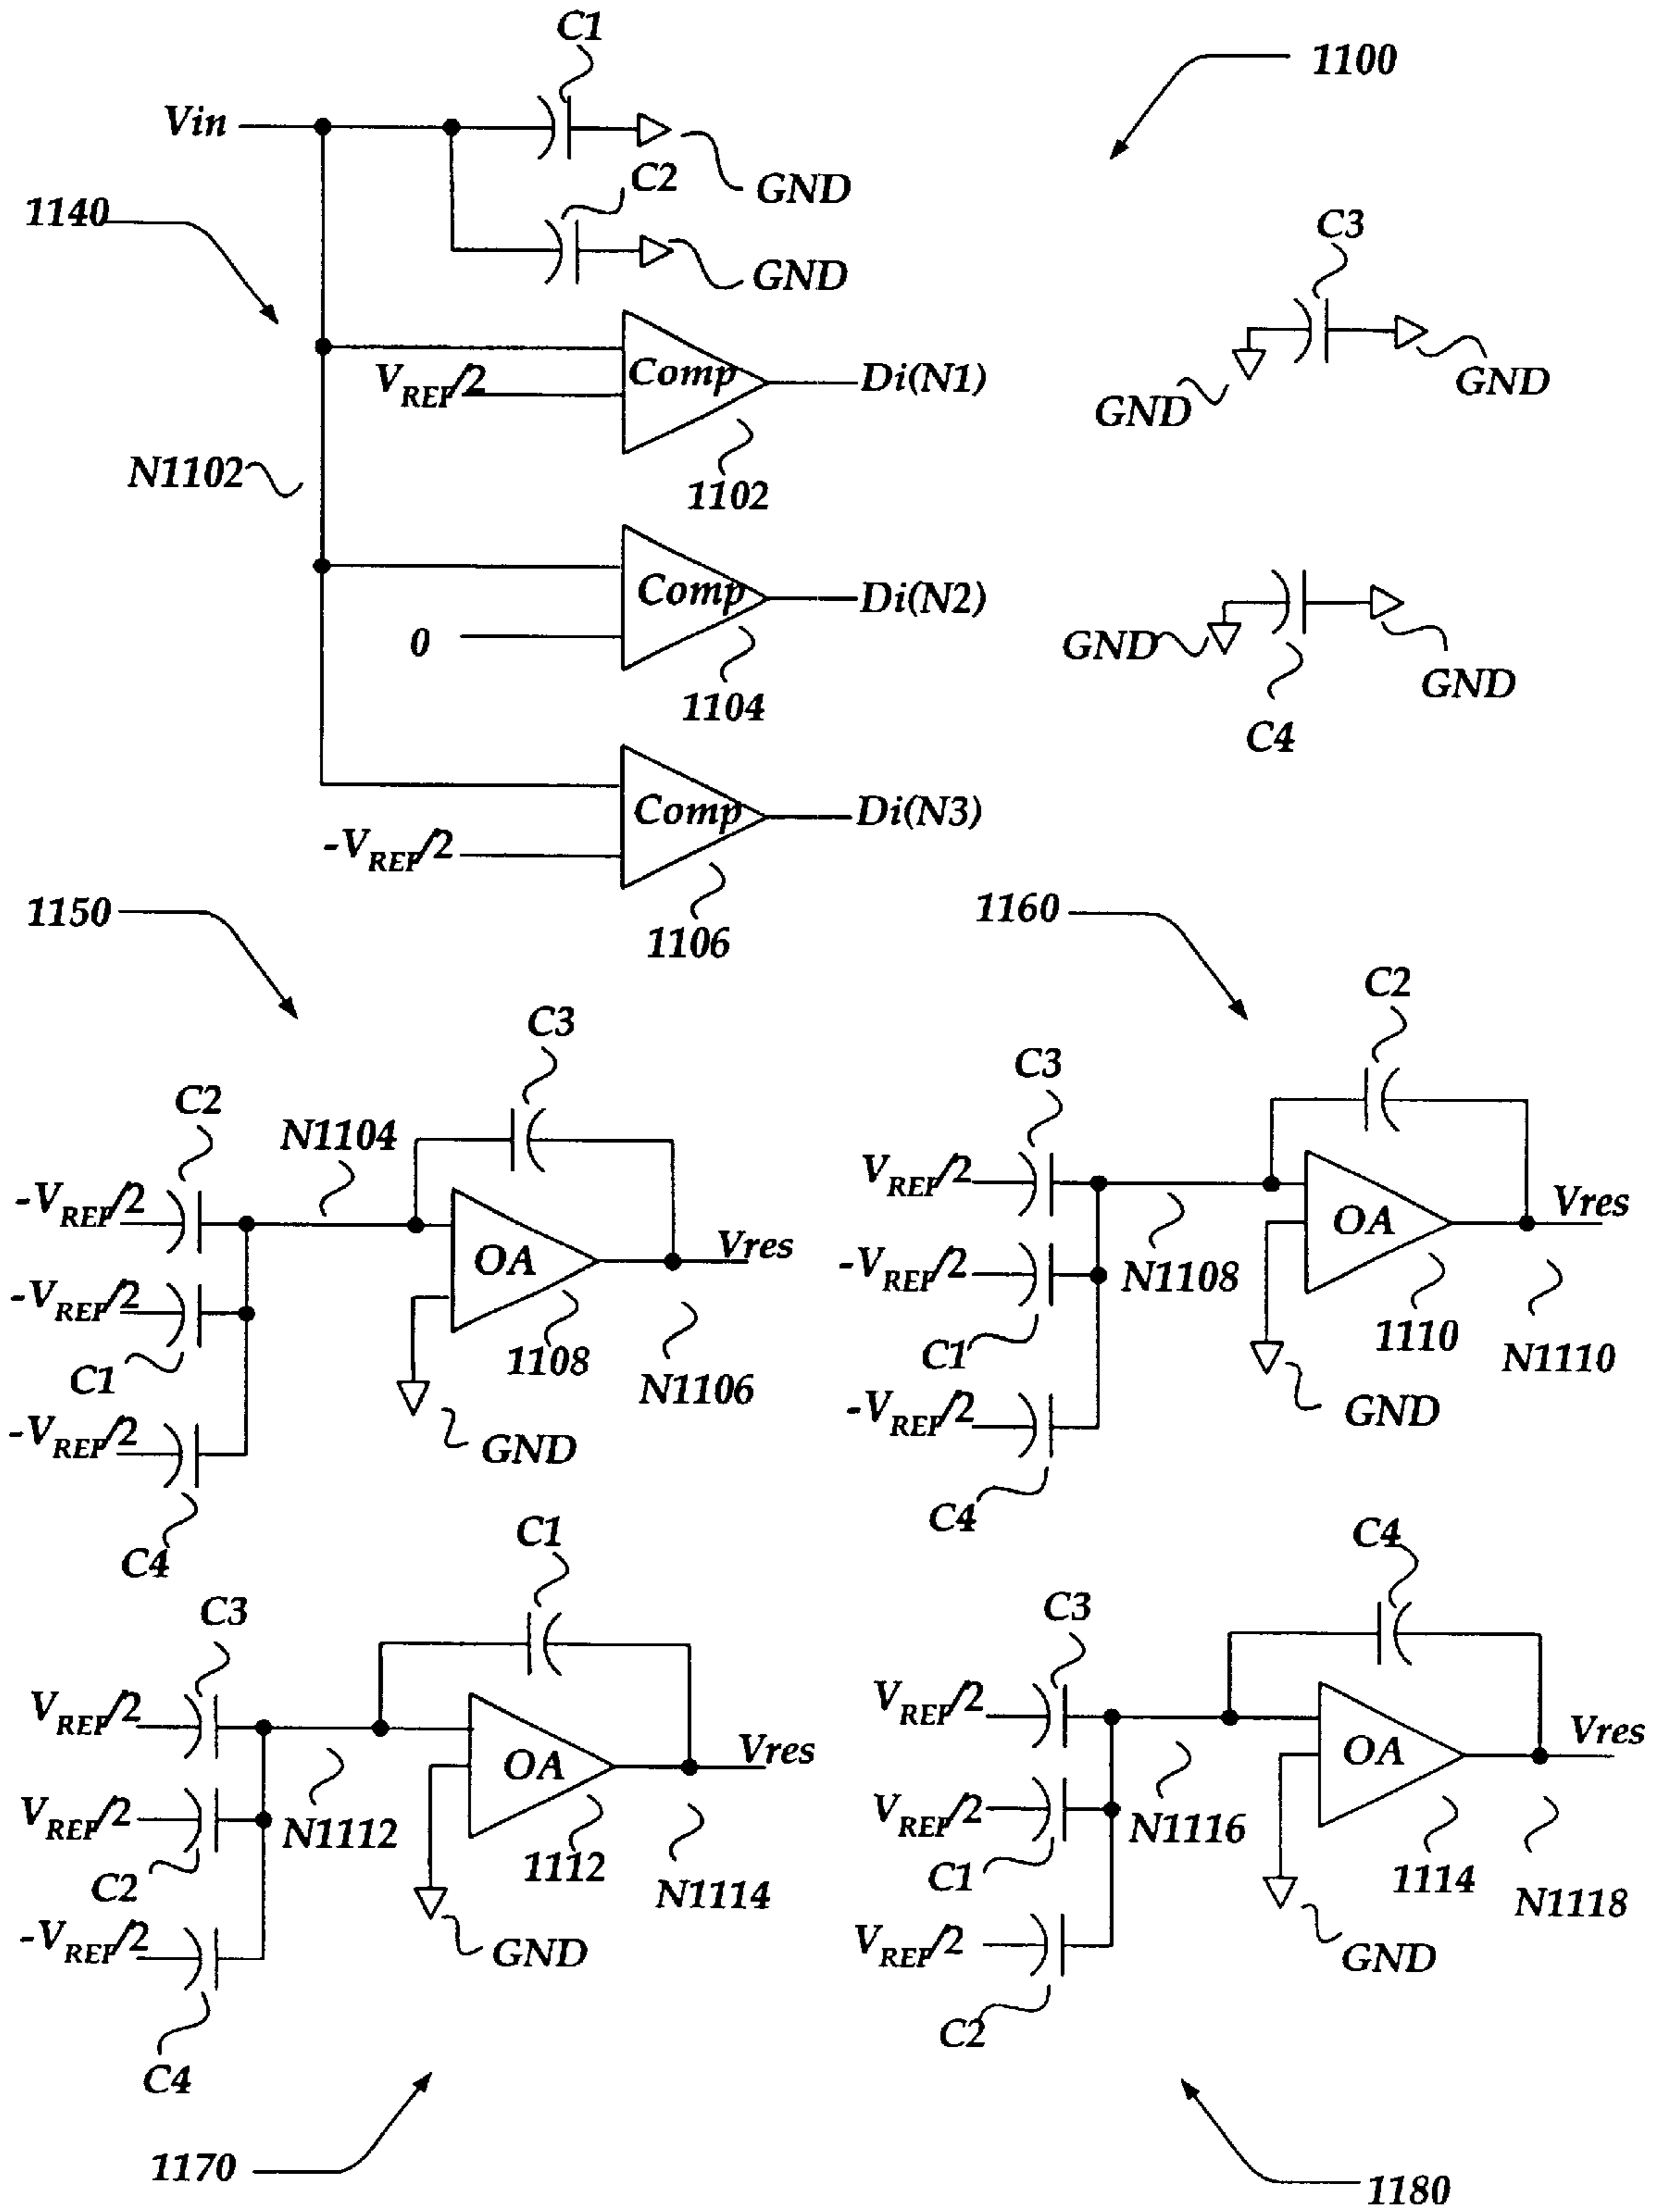 C1
1100
Vin
C2
GND
1140
C3
GND
VREF/2
Comp
Di(N1)
GND
GND
N1102
1102
Comp
Di(N2)
0
GND
GND
1104
C4
Comp
Di(N3)
-VREF/2
1150
1160
1106
C2
C3
C3
C2
N1104
-VREF/2
VREF/2
OA
Vres
OA
Vres
-VREF/2
-VREF/2
N1108
C1
1108
N1106
C1
1110
N1110
-VREF/2
GND
-VREF/2
GND
C4
C4
C1
C4
C3
C3
VREF/2
OA
Vres
VREF/2
OA
Vres
VREF/2
N1112
VREF/2
N1116
C2
1112
N1114
C1
1114
N1118
-VREF/2
GND
VREF/2
GND
C4
C2
1170
1180